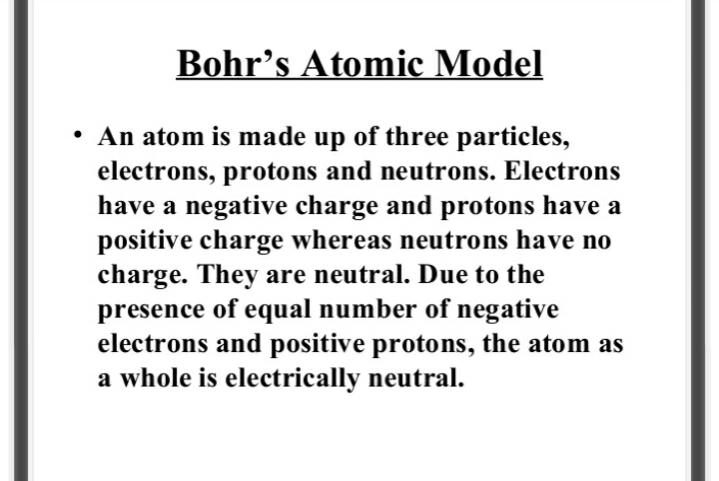 Bohr’s Atomic Model
• An atom is made up of three particles,
electrons, protons and neutrons. Electrons
have a negative charge and protons have a
positive charge whereas neutrons have no
charge. They are neutral. Due to the
presence of equal number of negative
electrons and positive protons, the atom as
a whole is electrically neutral.